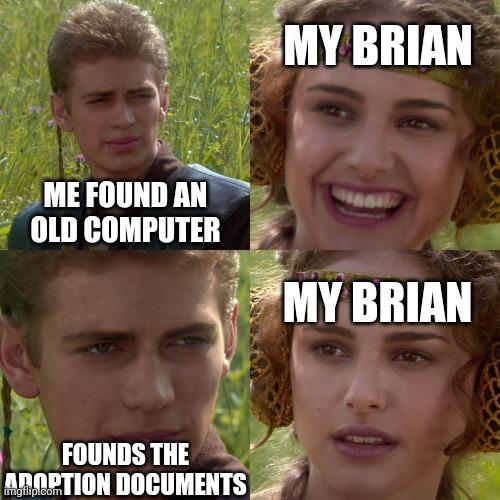 MY BRIAN
ME FOUND AN
OLD COMPUTER
MY BRIAN
FOUNDS THE
ADOPTION DOCUMENTS
imgflip.com